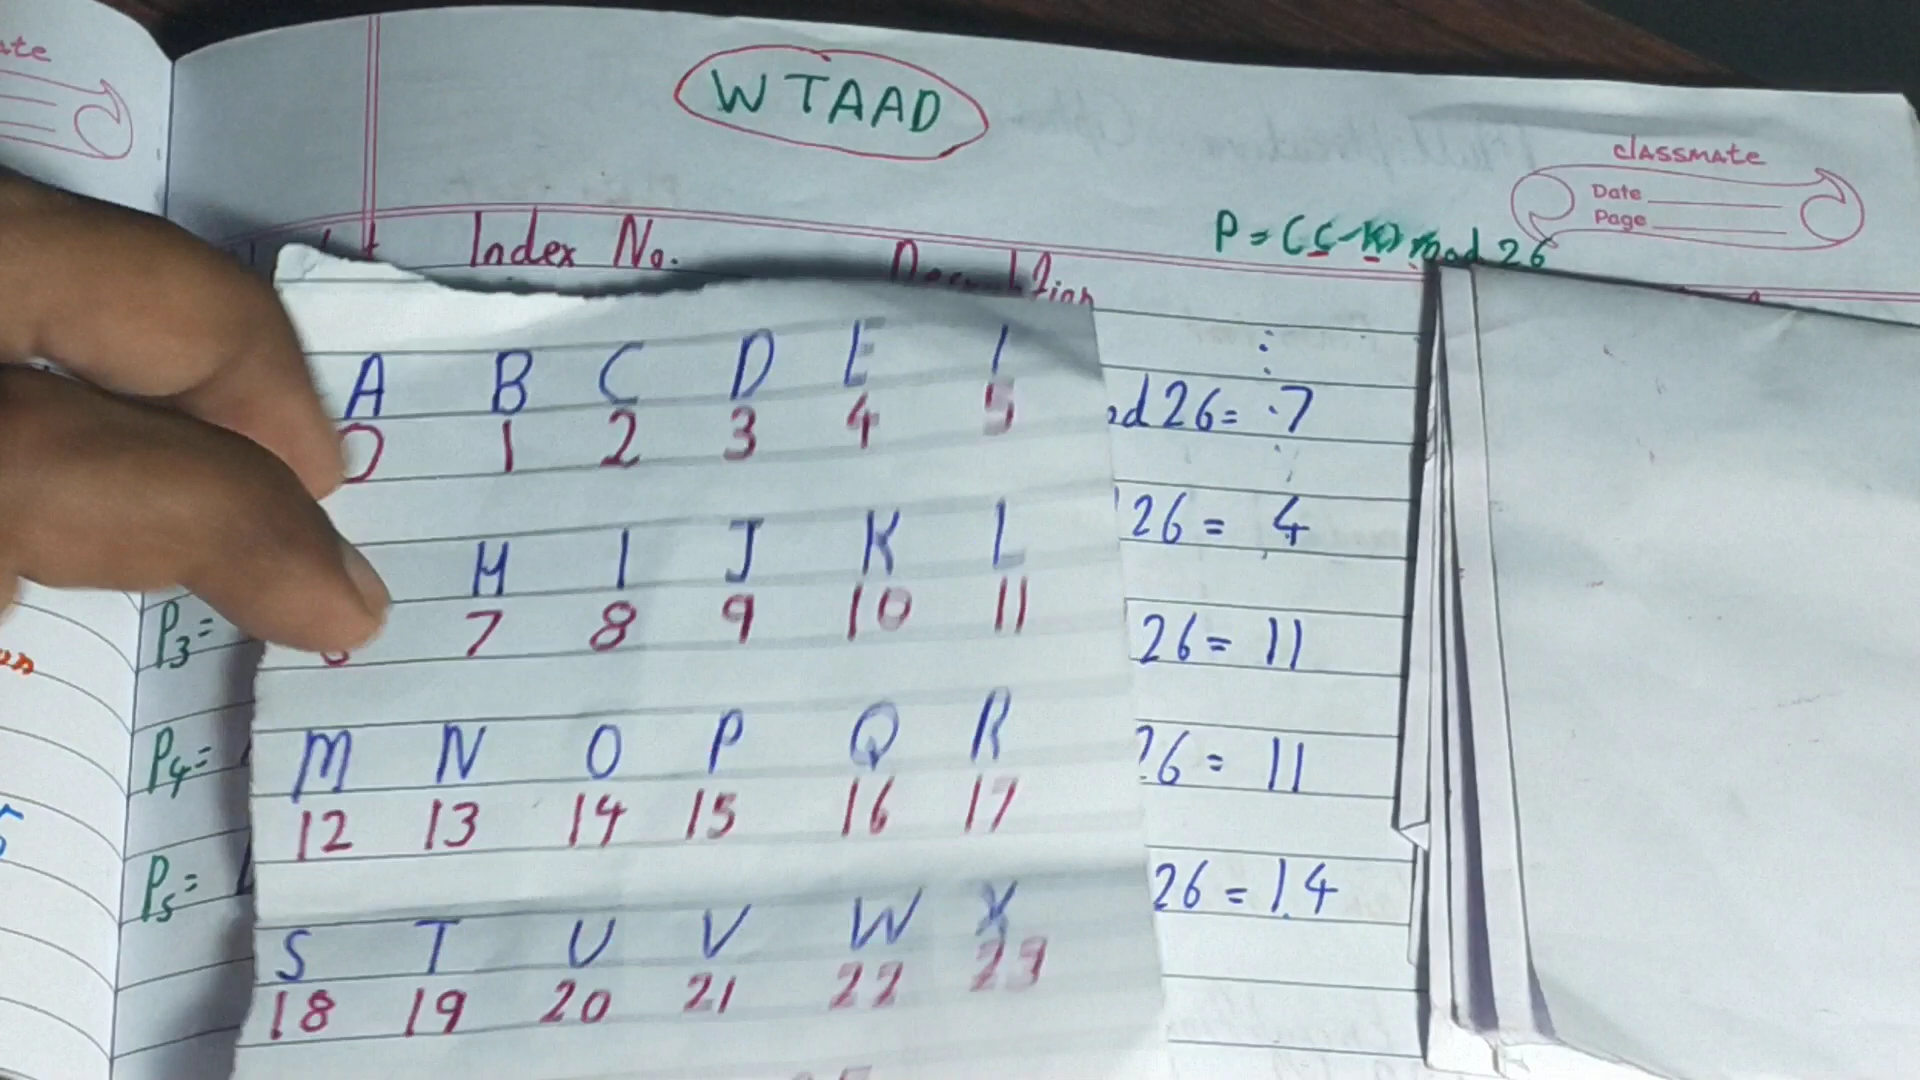 WTAAD
classmate
Date
Page
Index No.
P = (C-K) mod 26
A B C D E
0 1 2 3 4 5
26= 7
H I J K L
26 = 4
7 8 9 10 11
P3=
26= 11
M N O P Q R
P4=
26= 11
12 13 14 15 16 17
P5=
26 = 14
S T U V W X
18 19 20 21 22 23